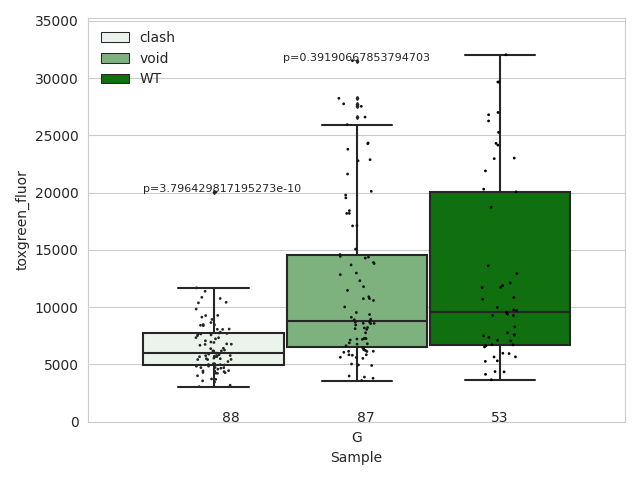 35000
30000
25000
20000
15000
10000
5000
0
toxgreen_fluor
clash
void
WT
p=0.39190667853794703
p=3.796429817195273e-10
88 87 53
G
Sample